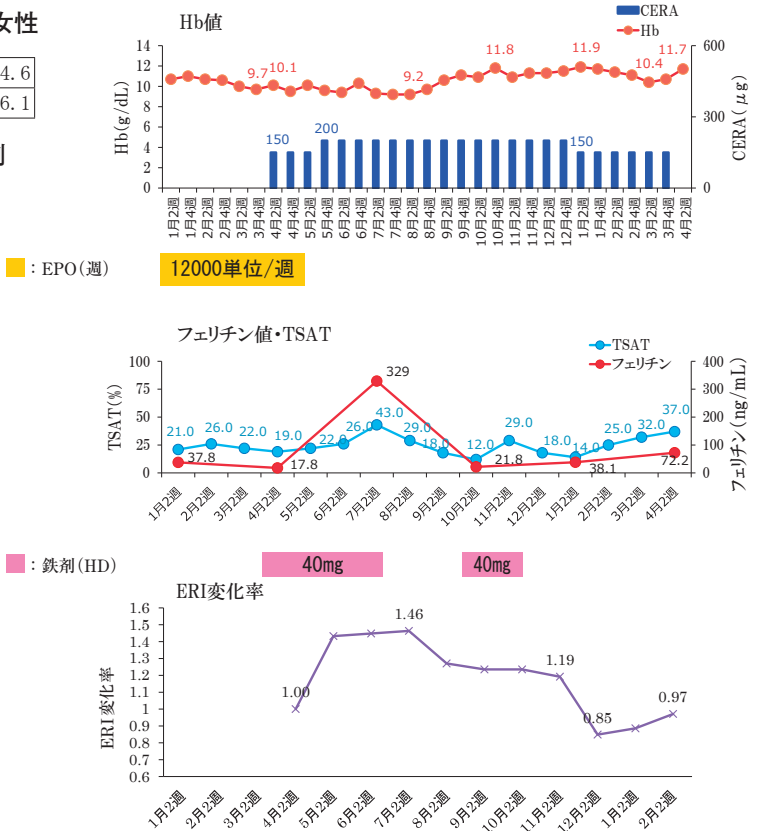 女性
4.6
6.1
Hb値
CERA
Hb
Hb(g/dL)
14
12
10
8
6
4
2
0
9.7
10.1
9.2
11.8
11.9
10.4
11.7
150
200
150
600
300
0
CERA(μg)
1月2週
1月4週
2月2週
2月4週
3月2週
3月4週
4月2週
4月4週
5月2週
5月4週
6月2週
6月4週
7月2週
7月4週
8月2週
8月4週
9月2週
9月4週
10月2週
10月4週
11月2週
11月4週
12月2週
12月4週
1月2週
1月4週
2月2週
2月4週
3月2週
3月4週
4月2週
：EPO(週)
12000単位/週
フェリチン値・TSAT
TSAT
フェリチン
TSAT(%)
100
75
50
25
0
21.0
26.0
22.0
19.0
22.0
26.0
43.0
29.0
18.0
12.0
29.0
18.0
14.0
25.0
32.0
37.0
37.8
17.8
329
21.8
38.1
72.2
400
300
200
100
0
フェリチン(ng/mL)
1月2週
2月2週
3月2週
4月2週
5月2週
6月2週
7月2週
8月2週
9月2週
10月2週
11月2週
12月2週
1月2週
2月2週
3月2週
4月2週
：鉄剤(HD)
40mg
40mg
ERI変化率
ERI変化率
1.6
1.5
1.4
1.3
1.2
1.1
1
0.9
0.8
0.7
0.6
1.00
1.46
1.19
0.85
0.97
1月2週
2月2週
3月2週
4月2週
5月2週
6月2週
7月2週
8月2週
9月2週
10月2週
11月2週
12月2週
1月2週
2月2週